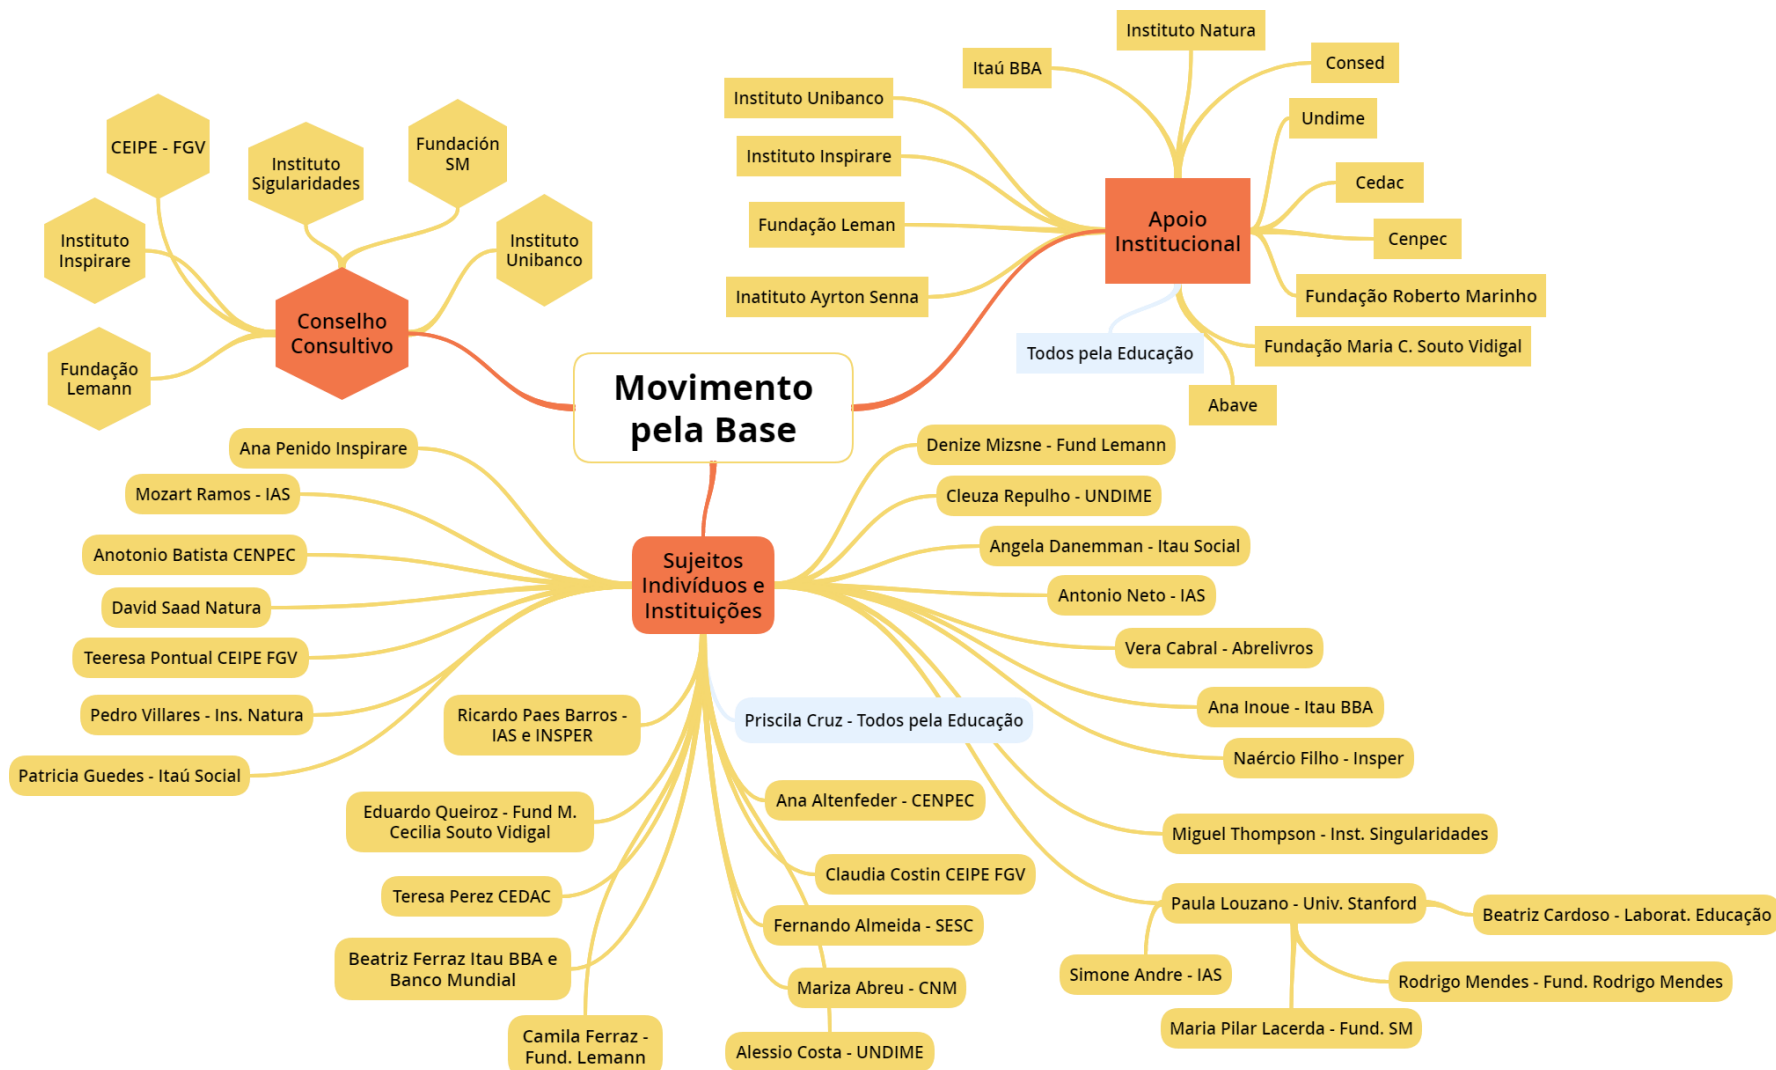 Instituto Natura
Itaú BBA
Consed
Instituto Unibanco
Undime
Instituto Inspirare
Cedac
Fundação Leman
Apoio
Institucional
Cenpec
Inatituto Ayrton Senna
Fundação Roberto Marinho
Todos pela Educação
Fundação Maria C. Souto Vidigal
Abave
CEIPE - FGV
Instituto
Sigularidades
Fundación
SM
Instituto
Inspirare
Instituto
Unibanco
Conselho
Consultivo
Fundação
Lemann
Movimento
pela Base
Ana Penido Inspirare
Mozart Ramos - IAS
Anotonio Batista CENPEC
David Saad Natura
Teeresa Pontual CEIPE FGV
Pedro Villares - Ins. Natura
Patricia Guedes - Itaú Social
Sujeitos
Indivíduos e
Instituições
Denize Mizsne - Fund Lemann
Cleuza Repulho - UNDIME
Angela Danemman - Itau Social
Antonio Neto - IAS
Vera Cabral - Abrelivros
Ana Inoue - Itau BBA
Naércio Filho - Insper
Miguel Thompson - Inst. Singularidades
Paula Louzano - Univ. Stanford
Beatriz Cardoso - Laborat. Educação
Simone Andre - IAS
Rodrigo Mendes - Fund. Rodrigo Mendes
Maria Pilar Lacerda - Fund. SM
Ricardo Paes Barros -
IAS e INSPER
Priscila Cruz - Todos pela Educação
Eduardo Queiroz - Fund M.
Cecilia Souto Vidigal
Ana Altenfeder - CENPEC
Teresa Perez CEDAC
Claudia Costin CEIPE FGV
Fernando Almeida - SESC
Beatriz Ferraz Itau BBA e
Banco Mundial
Mariza Abreu - CNM
Camila Ferraz -
Fund. Lemann
Alessio Costa - UNDIME